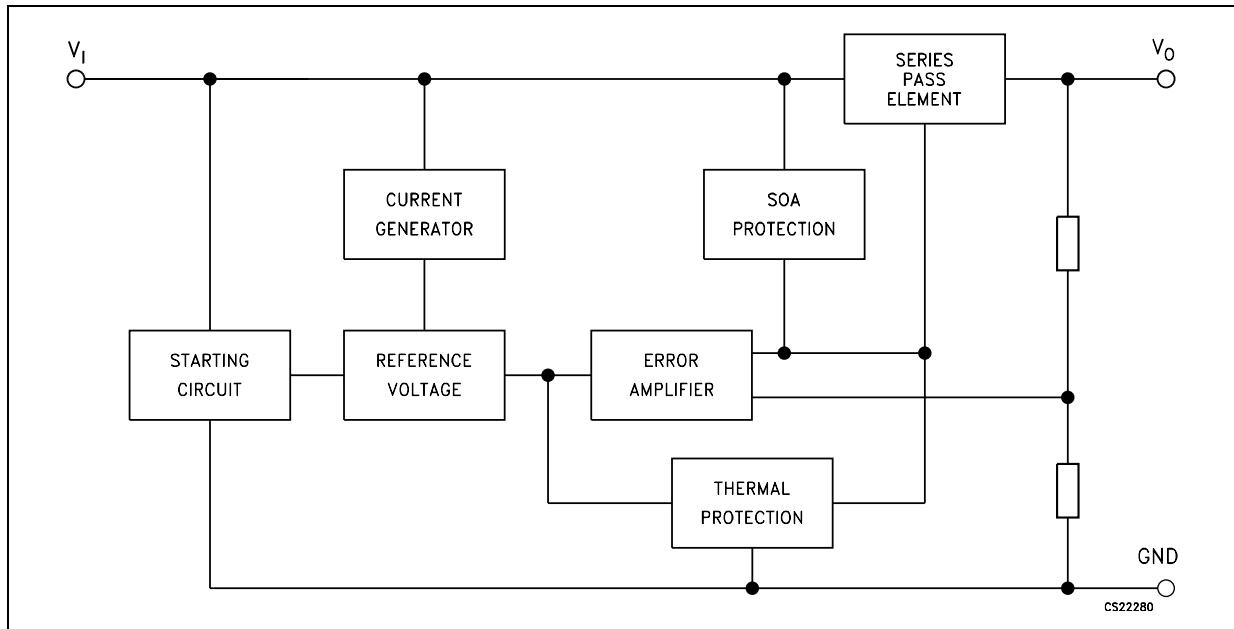 V_I
SERIES
PASS
ELEMENT
V_O
CURRENT
GENERATOR
SOA
PROTECTION
STARTING
CIRCUIT
REFERENCE
VOLTAGE
ERROR
AMPLIFIER
THERMAL
PROTECTION
GND
CS22280